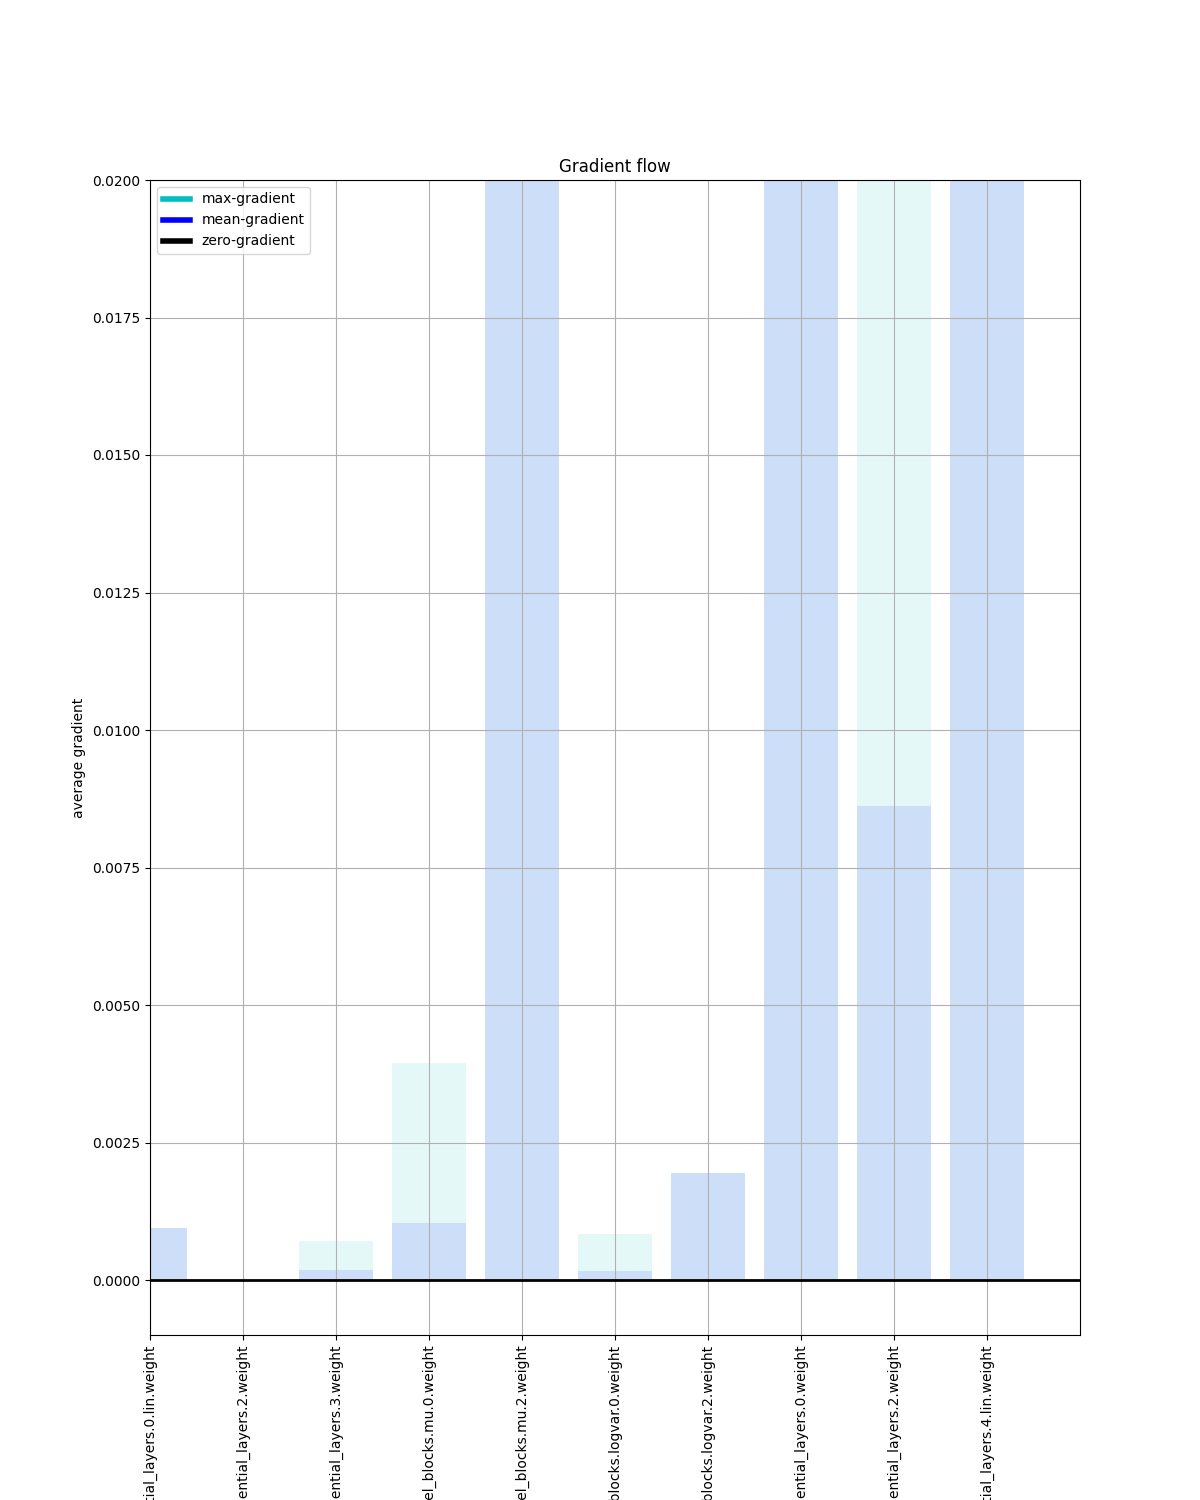 Gradient flow
max-gradient
mean-gradient
zero-gradient
0.0200
0.0175
0.0150
0.0125
0.0100
0.0075
0.0050
0.0025
0.0000
average gradient
tial_layers.0.lin.weight
ential_layers.2.weight
ential_layers.3.weight
el_blocks.mu.0.weight
el_blocks.mu.2.weight
blocks.logvar.0.weight
blocks.logvar.2.weight
ential_layers.0.weight
ential_layers.2.weight
tial_layers.4.lin.weight